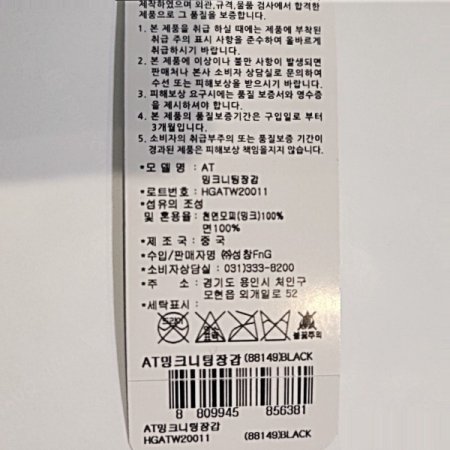 제작하였으며 외관,규격,물품 검사에서 합격한
제품으로 그 품질을 보증합니다.
1. 본 제품을 취급 하실 때에는 제품에 부착된
취급 주의 표시 사항을 준수하여 올바르게
취급하시기 바랍니다.
2. 본 제품에 이상이나 불만 사항이 발생되면
판매처나 본사 소비자 상담실로 문의하여
수선 또는 피해보상을 받으시기 바랍니다.
3. 피해보상 요구시에는 품질 보증서와 영수증
을 제시하셔야 합니다.
4. 본 제품의 품질보증기간은 구입일로 부터
3개월입니다.
5. 소비자의 취급부주의 또는 품질보증 기간이
경과된 제품은 피해보상 책임을지지 않습니다.
•모 델 명 : AT
밍크니팅장갑
•로트번호 : HGATW20011
•섬유의 조성
및 혼용율 : 천연모피(밍크)100%
면100%
•제 조 국 : 중 국
•수입/판매자명 ㈜성창FnG
•소비자상담실 : 031)333-8200
•주 소 : 경기도 용인시 처인구
모현읍 외개일로 52
•세탁표시 :
드라이
불꽃주의
AT밍크니팅장갑 (88149)BLACK
8 809945 856381
AT밍크니팅장갑
HGATW20011 (88149)BLACK